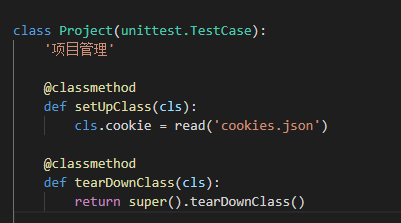 class Project(unittest.TestCase):
'项目管理'
@classmethod
def setUpClass(cls):
cls.cookie = read('cookies.json')
@classmethod
def tearDownClass(cls):
return super().tearDownClass()